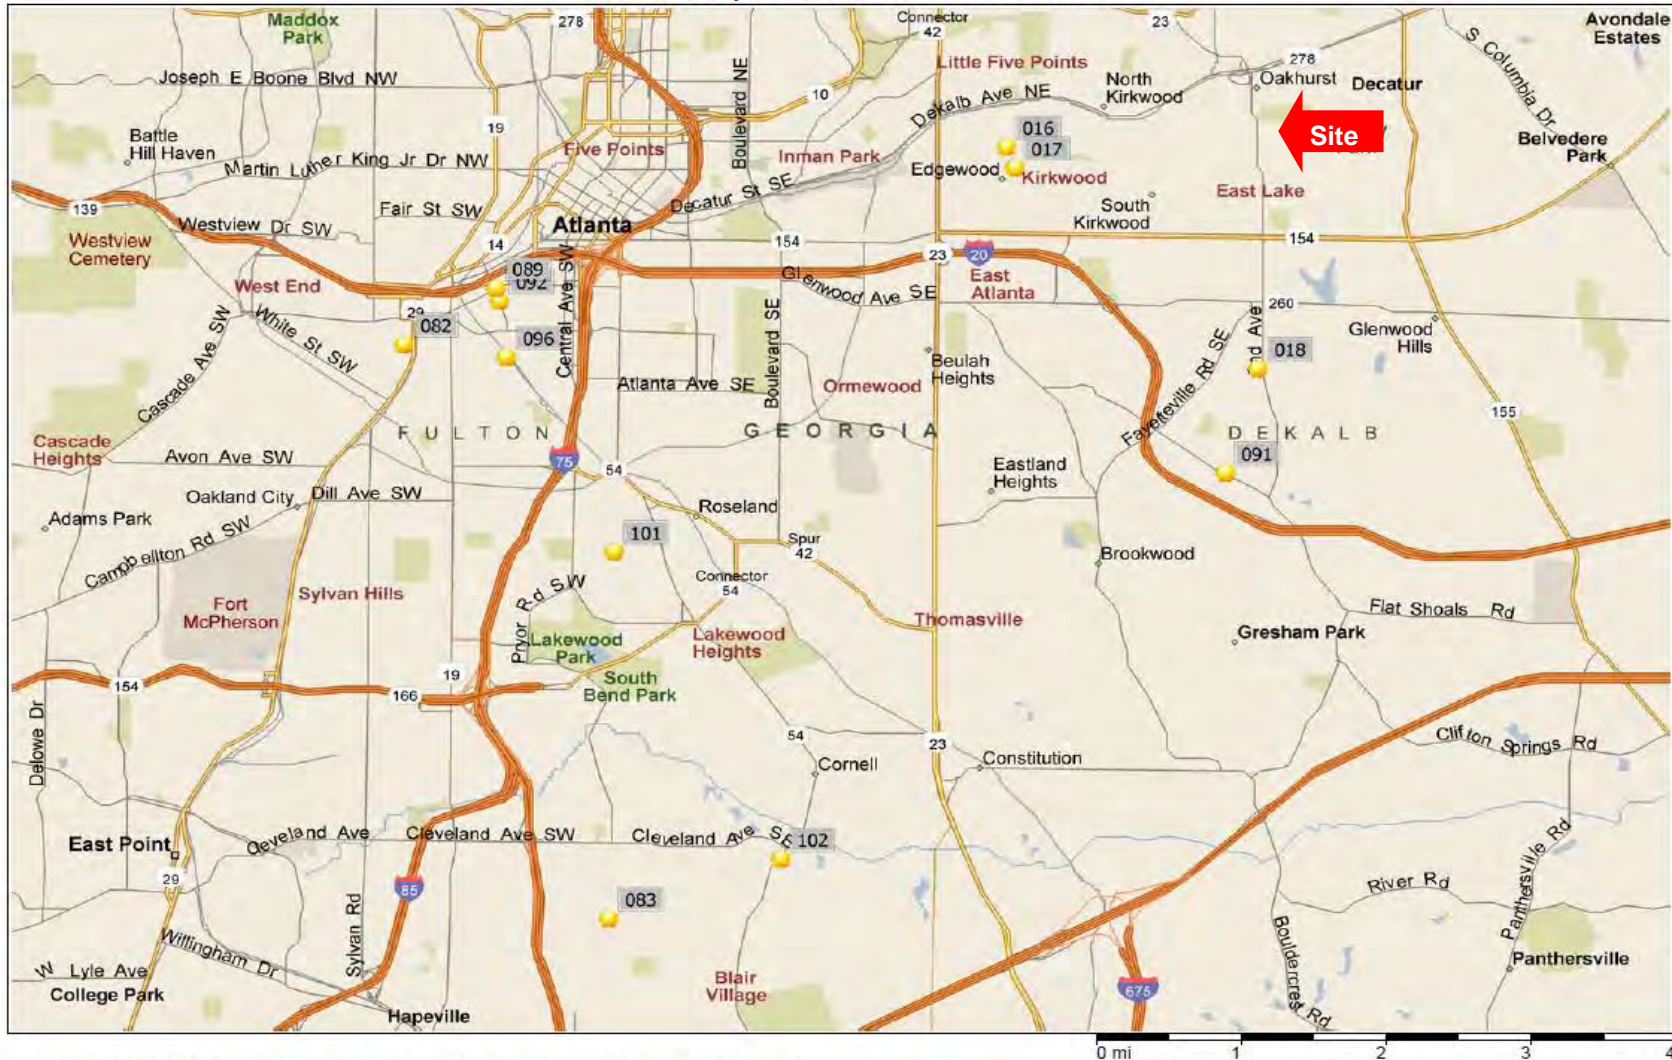 Maddox
Park
278
Connector
42
23
Avondale
Estates
S Columbia Dr
Joseph E Boone Blvd NW
Boulevard NE
Little Five Points
278
Oakhurst
Decatur
North
Kirkwood
10
Dekalb Ave NE
19
Battle
Hill Haven
Five Points
Inman Park
016
017
Site
Belvedere
Park
Martin Luther King Jr Dr NW
Edgewood
Kirkwood
East Lake
Decatur St SE
South
Kirkwood
139
Fair St SW
Westview Dr SW
Atlanta
Westview
Cemetery
14
154
23
20
154
089
092
Central Ave SW
Glenwood Ave SE
East
Atlanta
West End
29
082
260
Glenwood
Hills
White St SW
Cascade Ave SW
096
Boulevard SE
Beulah
Heights
018
Fayetteville Rd SE
Atlanta Ave SE
Ormewood
155
FULTON
GEORGIA
DEKALB
Cascade
Heights
Avon Ave SW
75
54
091
Eastland
Heights
Oakland City
Dill Ave SW
Adams Park
Roseland
Campbellton Rd SW
101
Spur
42
Brookwood
Connector
54
Fort
McPherson
Sylvan Hills
Pryor Rd SW
Flat Shoals Rd
Thomasville
Gresham Park
Lakewood
Park
Lakewood
Heights
South
Bend Park
154
166
19
Delowe Dr
54
23
Clifton Springs Rd
Cornell
Constitution
East Point
Cleveland Ave
Cleveland Ave SW
Cleveland Ave SE
102
29
85
083
River Rd
Panthersville Rd
Sylvan Rd
Willingham Dr
Bouldercrest Rd
W Lyle Ave
College Park
Blair
Village
675
Panthersville
Hapeville
0 mi
1
2
3
4